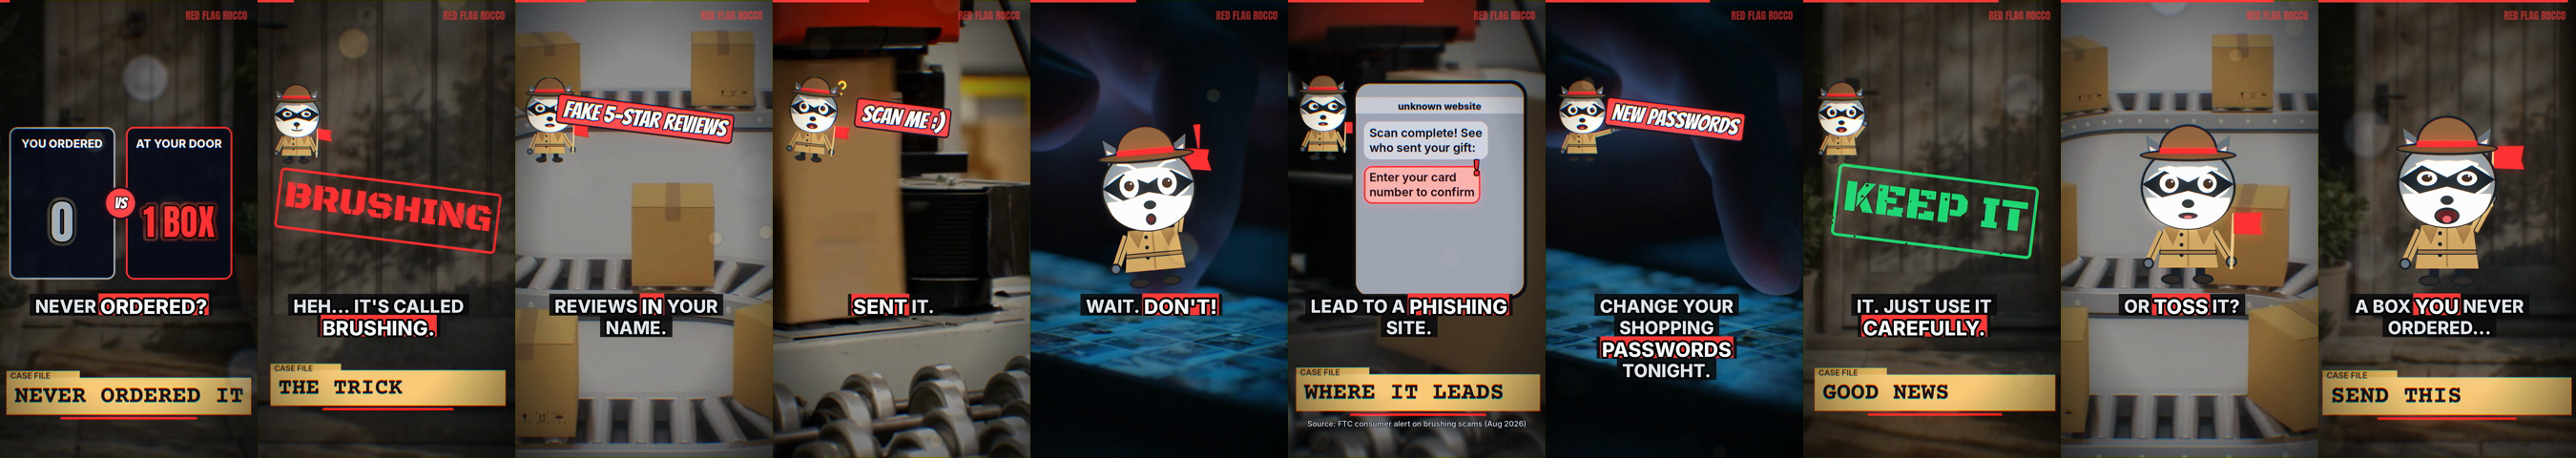 RED FLAG ROCCO
YOU ORDERED
0
VS
AT YOUR DOOR
1 BOX
NEVER ORDERED?
CASE FILE
NEVER ORDERED IT
RED FLAG ROCCO
BRUSHING
HEH... IT'S CALLED
BRUSHING.
CASE FILE
THE TRICK
RED FLAG ROCCO
FAKE 5-STAR REVIEWS
REVIEWS IN YOUR
NAME.
RED FLAG ROCCO
?
SCAN ME :)
SENT IT.
RED FLAG ROCCO
!
WAIT. DON'T!
RED FLAG ROCCO
unknown website
Scan complete! See
who sent your gift:
!
Enter your card
number to confirm
LEAD TO A PHISHING
SITE.
CASE FILE
WHERE IT LEADS
Source: FTC consumer alert on brushing scams (Aug 2026)
RED FLAG ROCCO
NEW PASSWORDS
CHANGE YOUR
SHOPPING
PASSWORDS
TONIGHT.
RED FLAG ROCCO
KEEP IT
IT. JUST USE IT
CAREFULLY.
CASE FILE
GOOD NEWS
RED FLAG ROCCO
OR TOSS IT?
RED FLAG ROCCO
A BOX YOU NEVER
ORDERED...
CASE FILE
SEND THIS